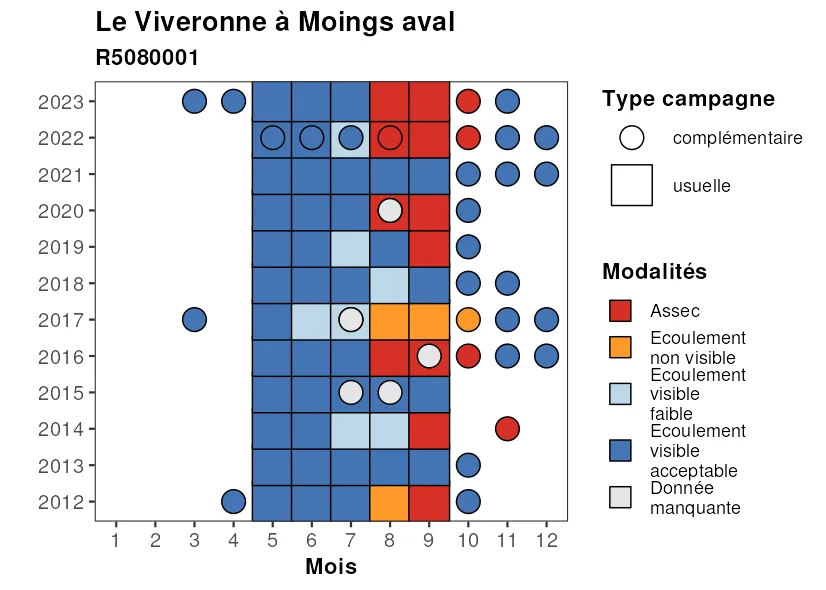 Le Viveronne à Moings aval
R5080001
2023
2022
2021
2020
2019
2018
2017
2016
2015
2014
2013
2012
1 2 3 4 5 6 7 8 9 10 11 12
Mois
Type campagne
complémentaire
usuelle
Modalités
Assec
Ecoulement
non visible
Ecoulement
visible
faible
Ecoulement
visible
acceptable
Donnée
manquante